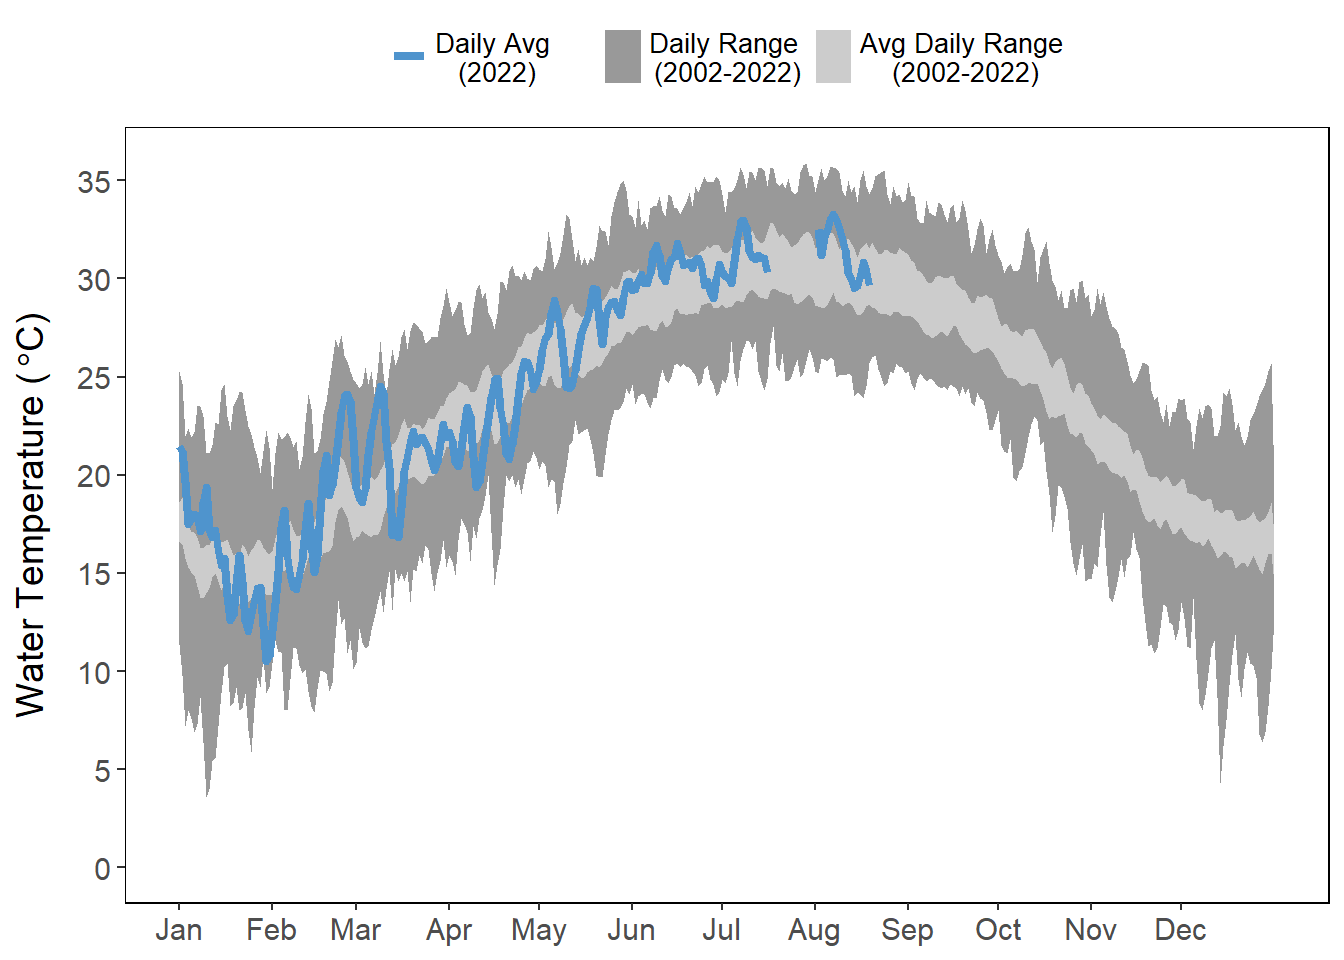 Daily Avg
(2022)
Daily Range
(2002-2022)
Avg Daily Range
(2002-2022)
Water Temperature ( °C)
35
30
25
20
15
10
5
0
Jan Feb Mar Apr May Jun Jul Aug Sep Oct Nov Dec